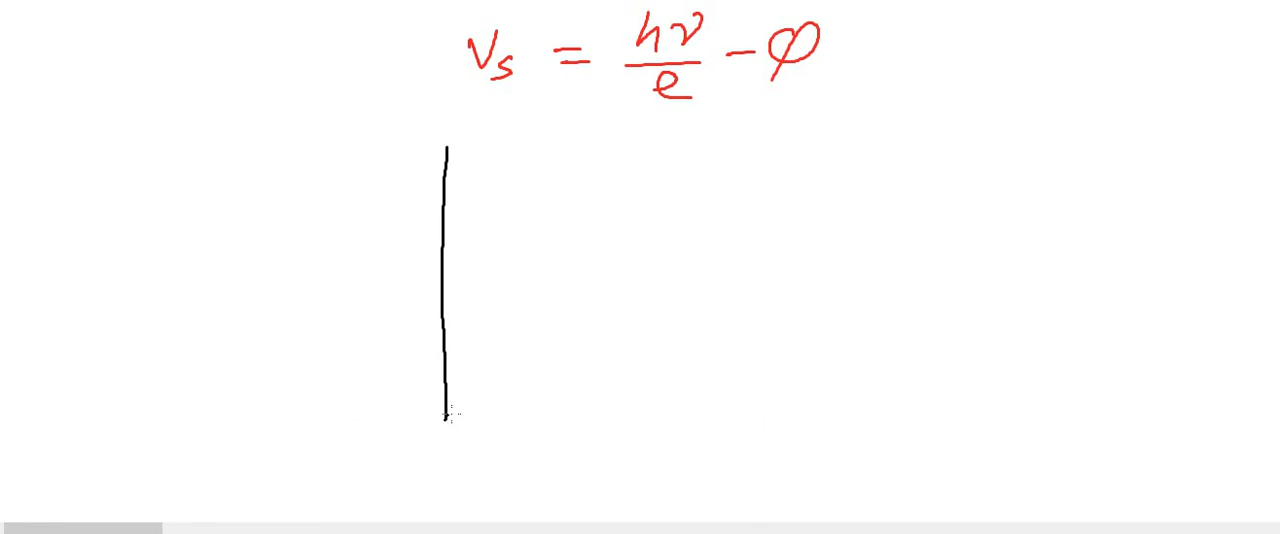 Vs = hν/e - φ